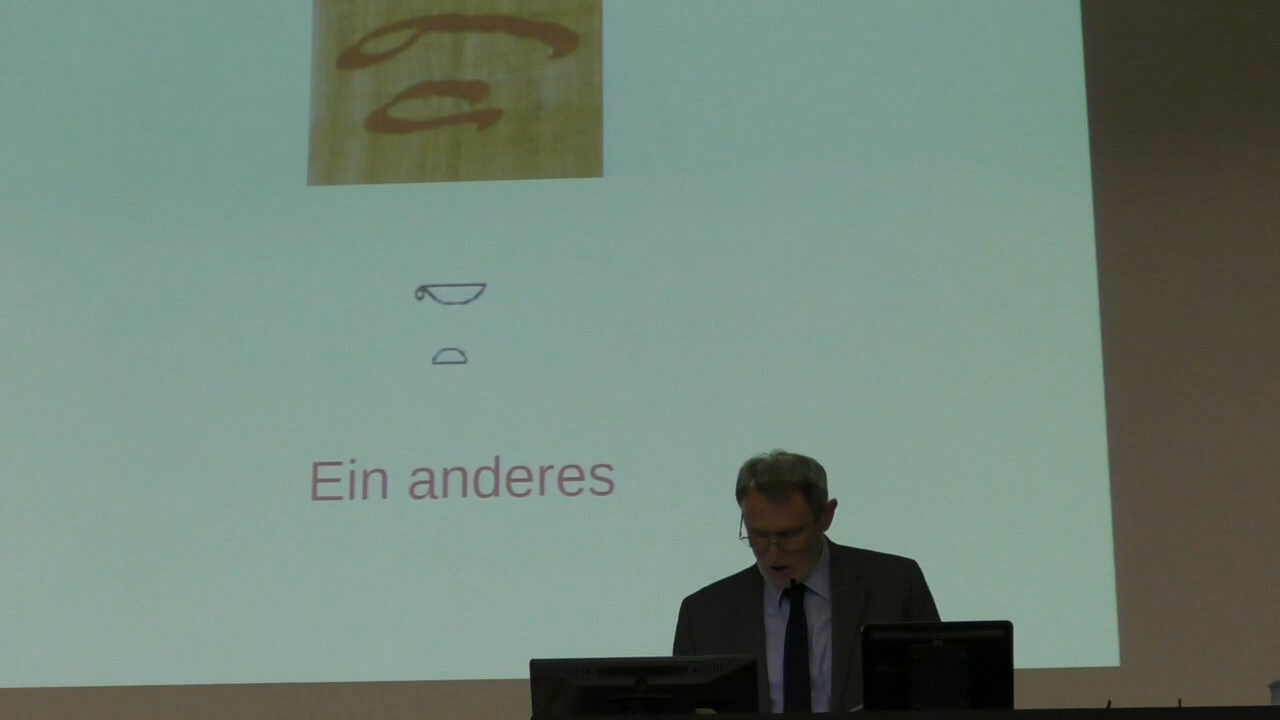 𓎡
𓏏
Ein anderes